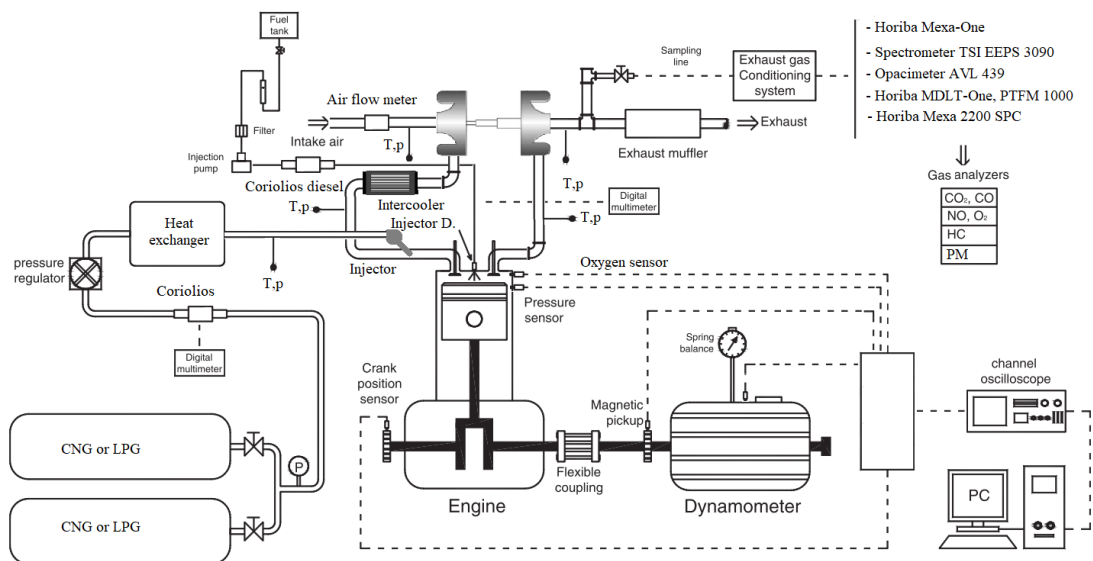 Fuel
tank
Filter
Injection
pump
Air flow meter
Intake air
T,p
Coriolios diesel
Intercooler
T,p
Injector D.
Digital
multimeter
T,p
T,p
Exhaust muffler
Exhaust
Sampling
line
Exhaust gas
Conditioning
system
- Horiba Mexa-One
- Spectrometer TSI EEPS 3090
- Opacimeter AVL 439
- Horiba MDLT-One, PTFM 1000
- Horiba Mexa 2200 SPC
Gas analyzers
CO₂, CO
NO, O₂
HC
PM
Heat
exchanger
T,p
Injector
pressure
regulator
Coriolios
Digital
multimeter
Oxygen sensor
Pressure
sensor
Spring
balance
Crank
position
sensor
Magnetic
pickup
Flexible
coupling
Engine
Dynamometer
channel
oscilloscope
PC
CNG or LPG
P
CNG or LPG